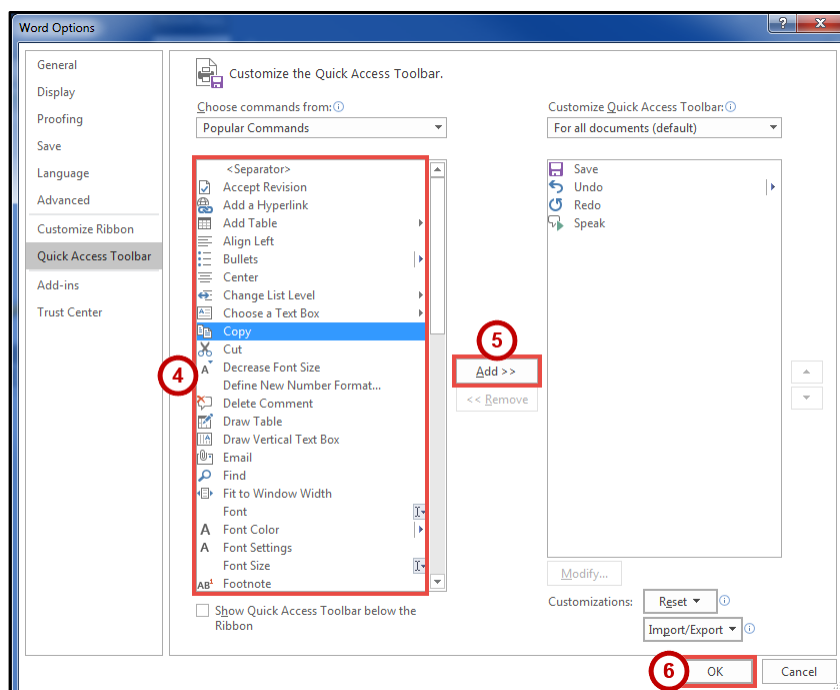 Word Options
?
X
General
Display
Proofing
Save
Language
Advanced
Customize Ribbon
Quick Access Toolbar
Add-ins
Trust Center
Customize the Quick Access Toolbar.
Choose commands from:
Popular Commands
<Separator>
Accept Revision
Add a Hyperlink
Add Table
Align Left
Bullets
Center
Change List Level
Choose a Text Box
Copy
Cut
Decrease Font Size
Define New Number Format...
Delete Comment
Draw Table
Draw Vertical Text Box
Email
Find
Fit to Window Width
Font
Font Color
Font Settings
Font Size
Footnote
4
Show Quick Access Toolbar below the
Ribbon
5
Add >>
<< Remove
Customize Quick Access Toolbar:
For all documents (default)
Save
Undo
Redo
Speak
Modify...
Customizations:
Reset
Import/Export
6
OK
Cancel